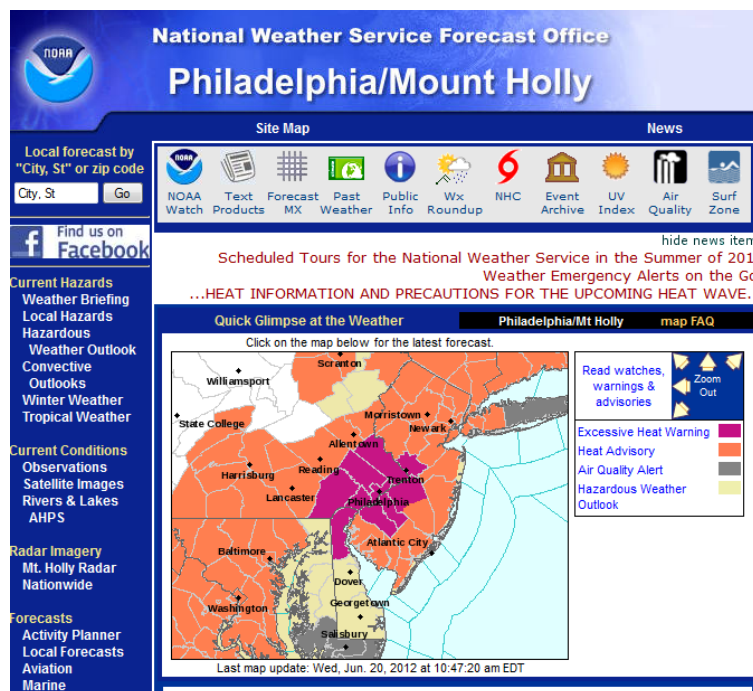 NOAA
National Weather Service Forecast Office
Philadelphia/Mount Holly
Site Map
News
Local forecast by
"City, St" or zip code
City, St
Go
NOAA
NOAA Watch
Text Products
Forecast MX
Past Weather
Public Info
Wx Roundup
NHC
Event Archive
UV Index
Air Quality
Surf Zone
f Find us on
Facebook
hide news item
Scheduled Tours for the National Weather Service in the Summer of 201
Weather Emergency Alerts on the Go
...HEAT INFORMATION AND PRECAUTIONS FOR THE UPCOMING HEAT WAVE.
Current Hazards
Weather Briefing
Local Hazards
Hazardous
Weather Outlook
Convective
Outlooks
Winter Weather
Tropical Weather
Current Conditions
Observations
Satellite Images
Rivers & Lakes
AHPS
Radar Imagery
Mt. Holly Radar
Nationwide
Forecasts
Activity Planner
Local Forecasts
Aviation
Marine
Quick Glimpse at the Weather
Philadelphia/Mt Holly
map FAQ
Click on the map below for the latest forecast.
Scranton
Williamsport
State College
Morristown
Newark
Allentown
Harrisburg
Reading
Trenton
Lancaster
Philadelphia
Atlantic City
Baltimore
Dover
Washington
Georgetown
Salisbury
Last map update: Wed, Jun. 20, 2012 at 10:47:20 am EDT
Read watches,
warnings &
advisories
Zoom
Out
Excessive Heat Warning
Heat Advisory
Air Quality Alert
Hazardous Weather
Outlook